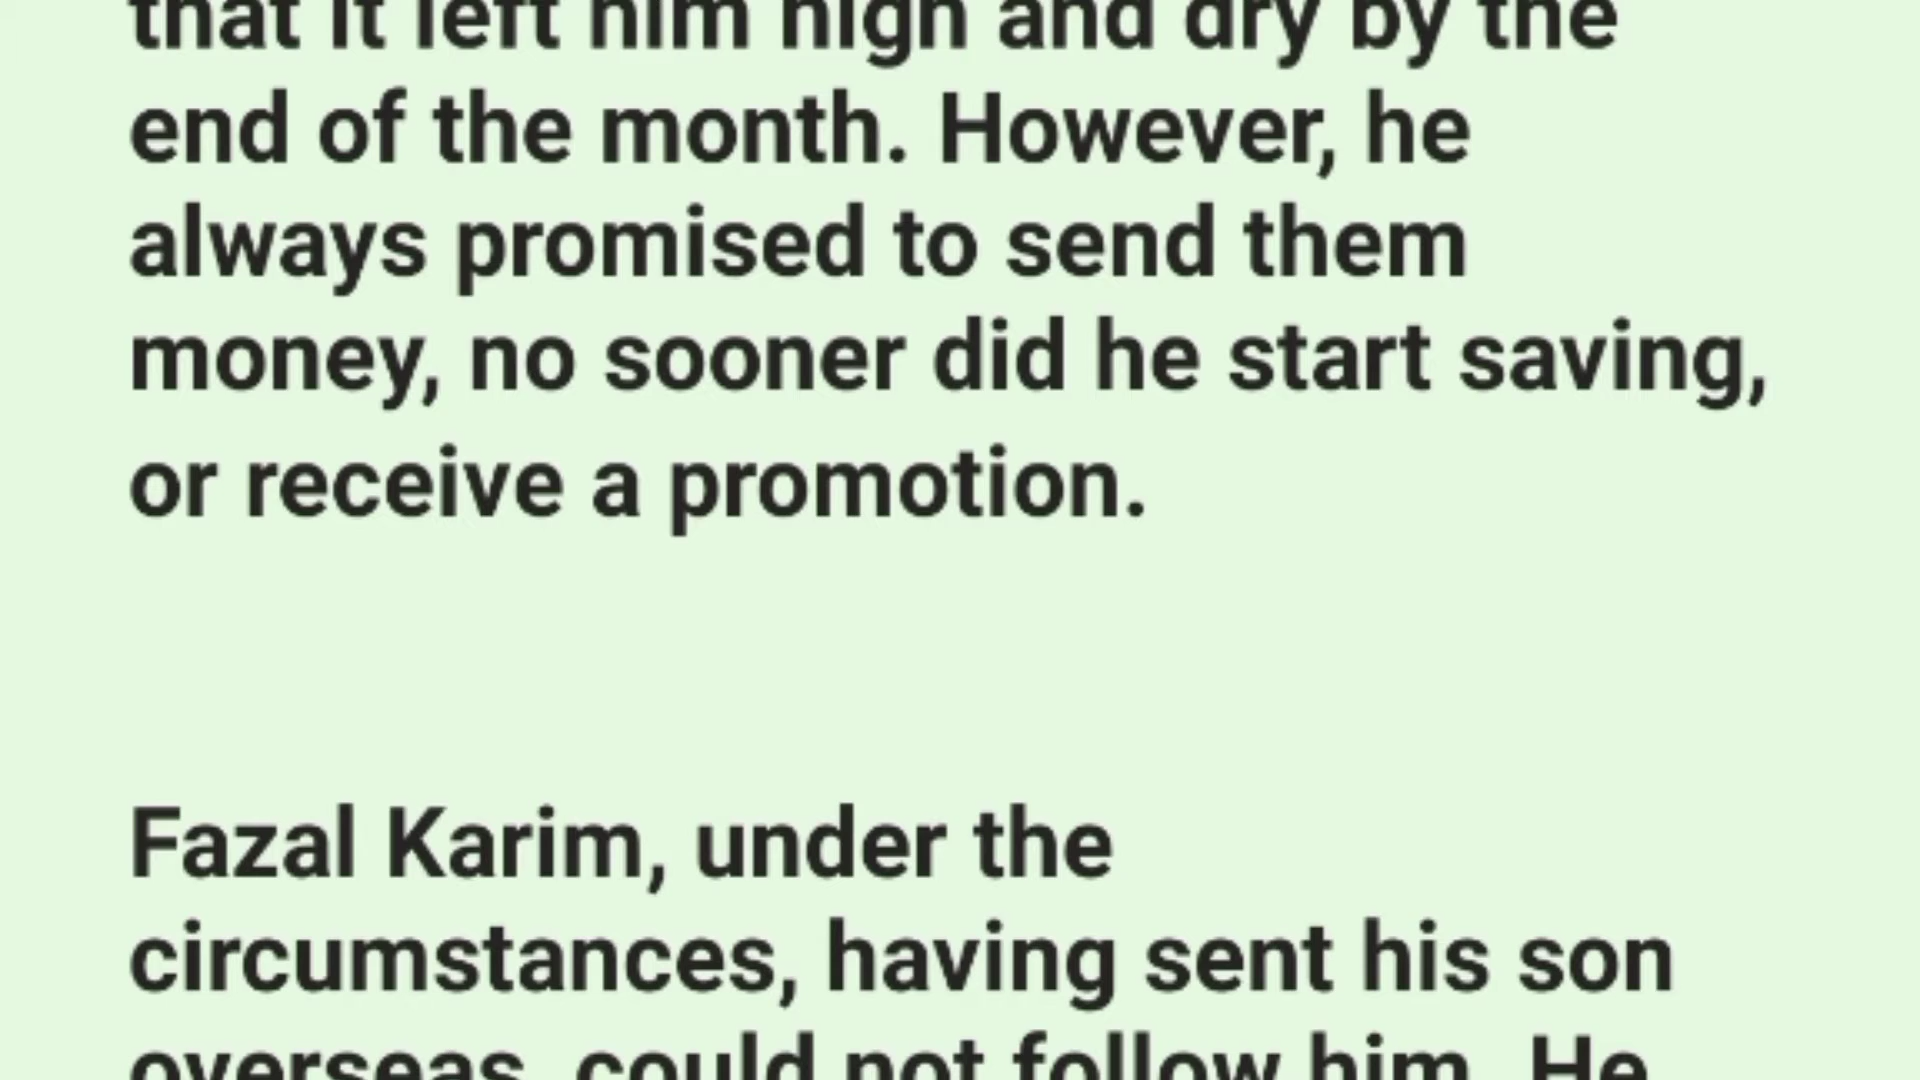 that it left him high and dry by the
end of the month. However, he
always promised to send them
money, no sooner did he start saving,
or receive a promotion.
Fazal Karim, under the
circumstances, having sent his son
overseas, could not follow him. He